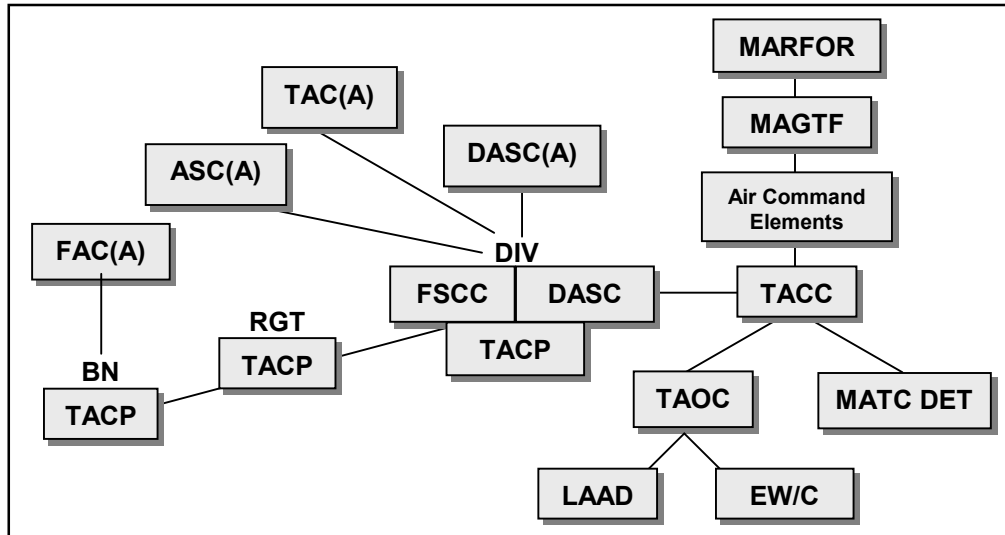 MARFOR
TAC(A)
MAGTF
DASC(A)
ASC(A)
Air Command
Elements
FAC(A)
DIV
FSCC
DASC
TACC
RGT
TACP
TACP
BN
TACP
TAOC
MATC DET
LAAD
EW/C